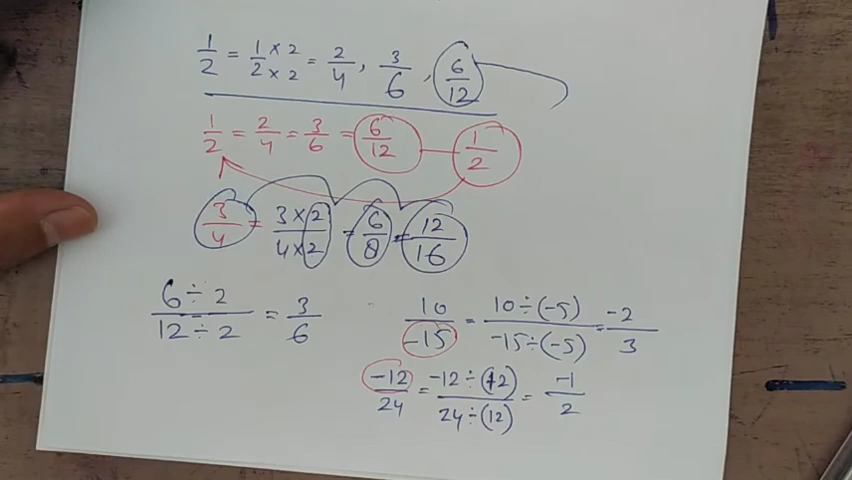 1/2 = 1 × 2 / 2 × 2 = 2/4, 3/6, 6/12
1/2 = 2/4 = 3/6 = 6/12 — 1/2
3/4 = 3 × 2 / 4 × 2 = 6/8 = 12/16
6 ÷ 2 / 12 ÷ 2 = 3/6
10/-15 = 10 ÷ (-5) / -15 ÷ (-5) = -2/3
-12/24 = -12 ÷ (12) / 24 ÷ (12) = -1/2